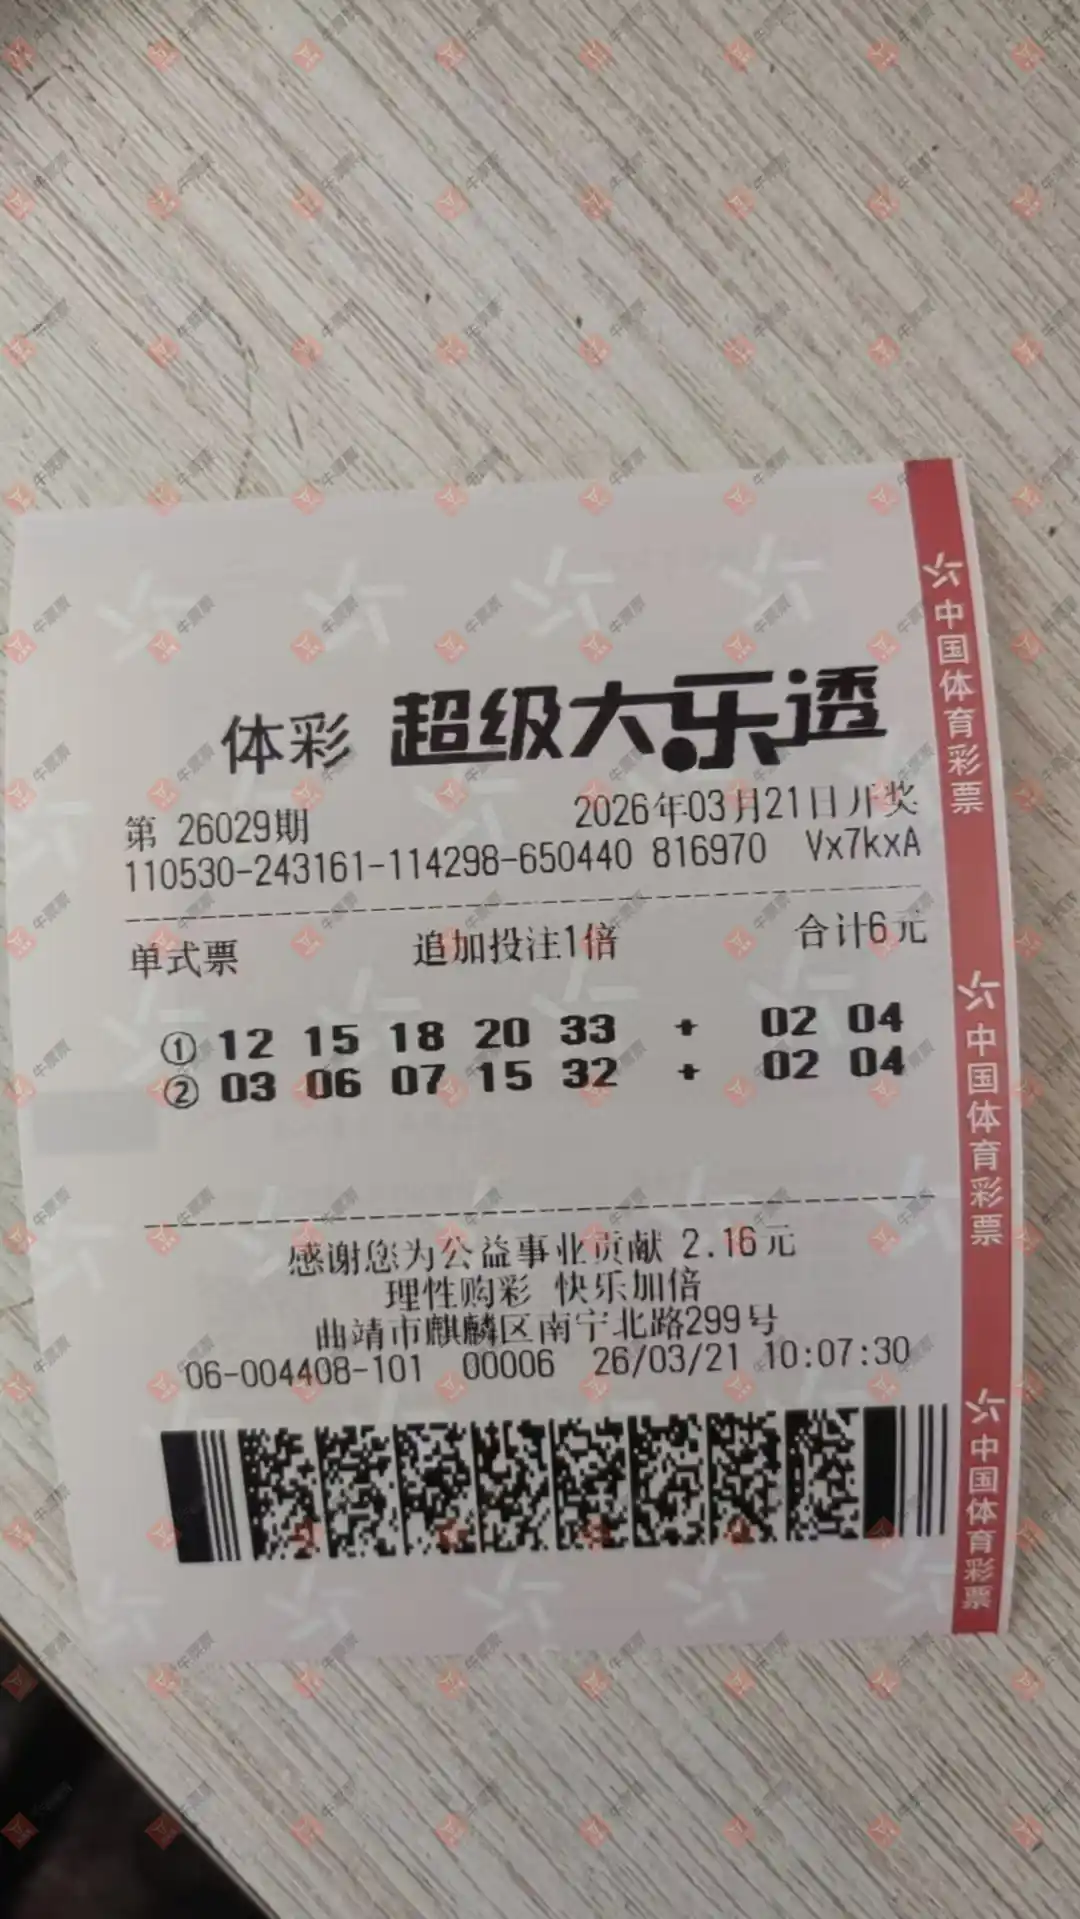 体彩 超级大乐透
第 26029期 2026年03月21日开奖
110530-243161-114298-650440 816970 Vx7kxA
单式票 追加投注1倍 合计6元
① 12 15 18 20 33 + 02 04
② 03 06 07 15 32 + 02 04
感谢您为公益事业贡献 2.16元
理性购彩 快乐加倍
曲靖市麒麟区南宁北路299号
06-004408-101 00006 26/03/21 10:07:30
中国体育彩票
中国体育彩票
中国体育彩票